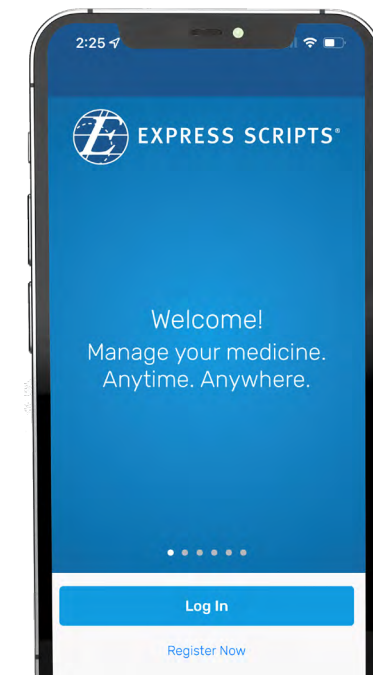 2:25
EXPRESS SCRIPTS®
Welcome!
Manage your medicine.
Anytime. Anywhere.
Log In
Register Now